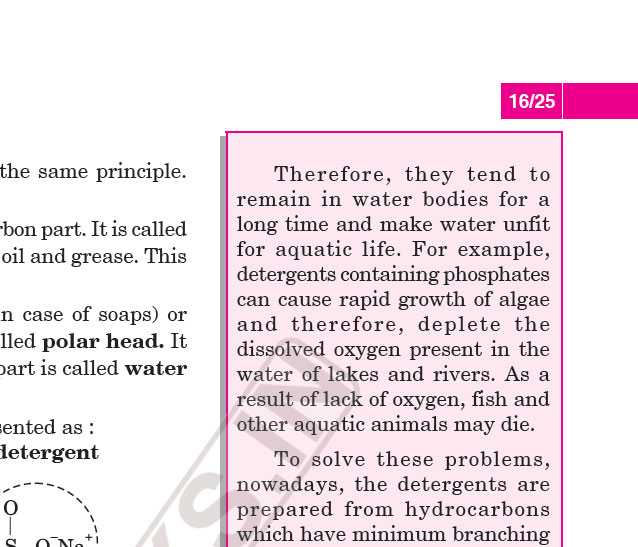 16/25
the same principle.
rbon part. It is called
oil and grease. This
n case of soaps) or
lled polar head. It
part is called water
sented as :
detergent
O
S O⁻Na⁺
Therefore, they tend to
remain in water bodies for a
long time and make water unfit
for aquatic life. For example,
detergents containing phosphates
can cause rapid growth of algae
and therefore, deplete the
dissolved oxygen present in the
water of lakes and rivers. As a
result of lack of oxygen, fish and
other aquatic animals may die.
To solve these problems,
nowadays, the detergents are
prepared from hydrocarbons
which have minimum branching